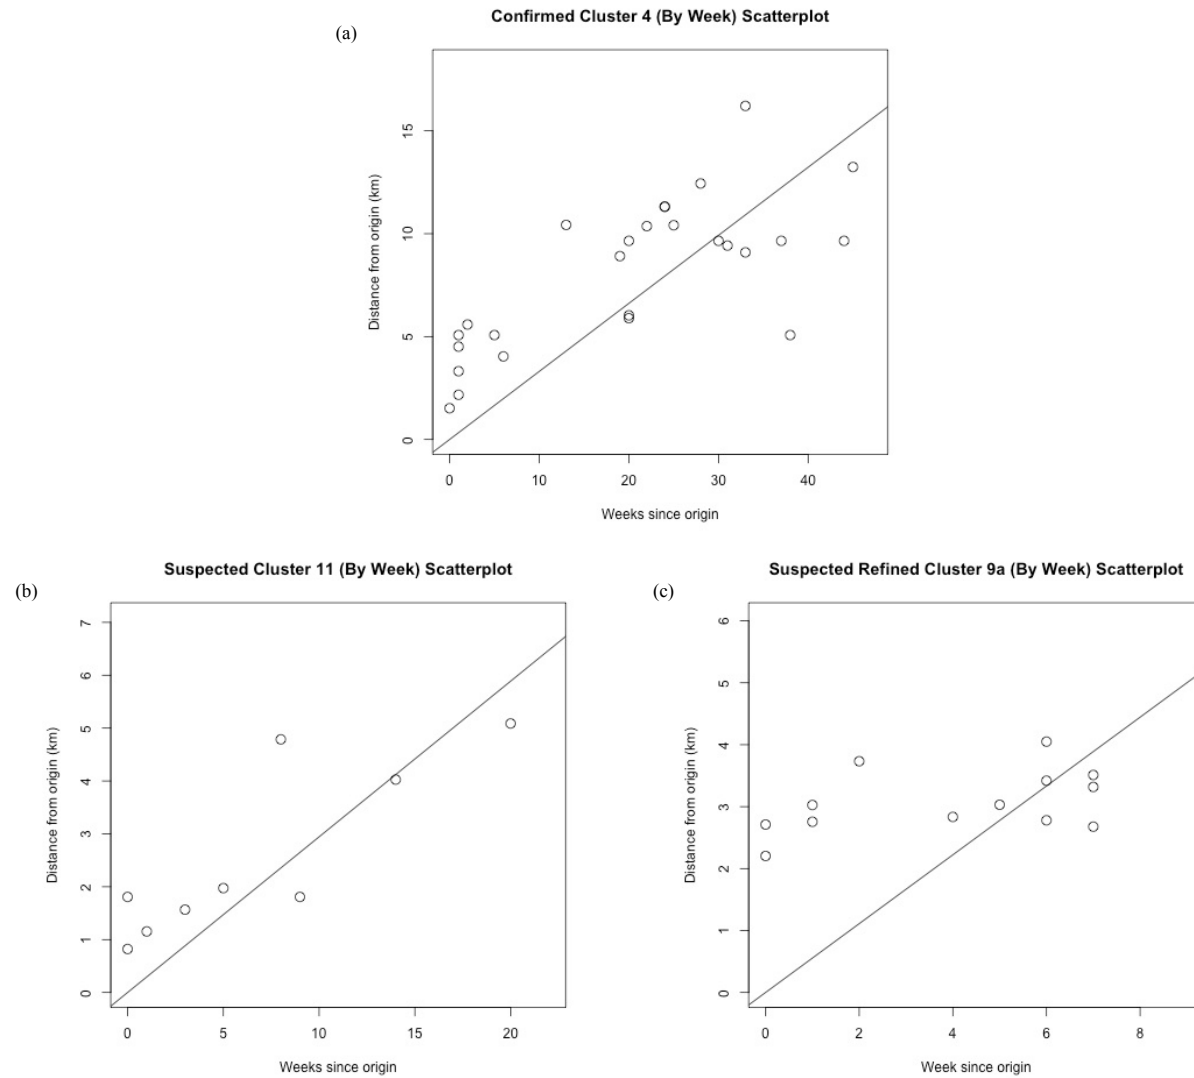 Confirmed Cluster 4 (By Week) Scatterplot
(a)
Distance from origin (km)
15
10
5
0
0 10 20 30 40
Weeks since origin
Suspected Cluster 11 (By Week) Scatterplot
(b)
Distance from origin (km)
7
6
5
4
3
2
1
0
0 5 10 15 20
Weeks since origin
Suspected Refined Cluster 9a (By Week) Scatterplot
(c)
Distance from origin (km)
6
5
4
3
2
1
0
0 2 4 6 8
Week since origin